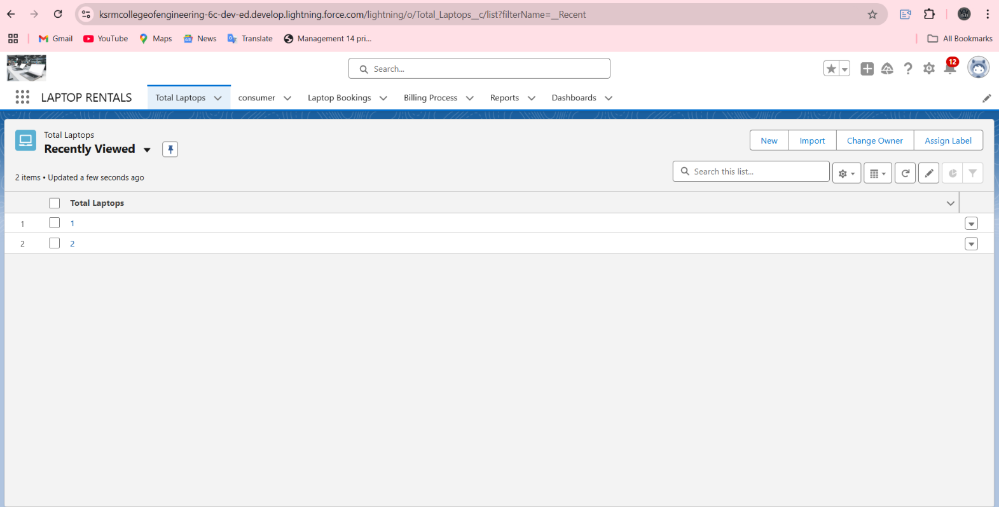 ksrmcollegeofengineering-6c-dev-ed.develop.lightning.force.com/lightning/o/Total_Laptops__c/list?filterName=__Recent
Gmail YouTube Maps News Translate Management 14 pri... All Bookmarks
Search... 12
LAPTOP RENTALS Total Laptops consumer Laptop Bookings Billing Process Reports Dashboards
Total Laptops
Recently Viewed New Import Change Owner Assign Label
2 items • Updated a few seconds ago Search this list...
Total Laptops
1 1
2 2